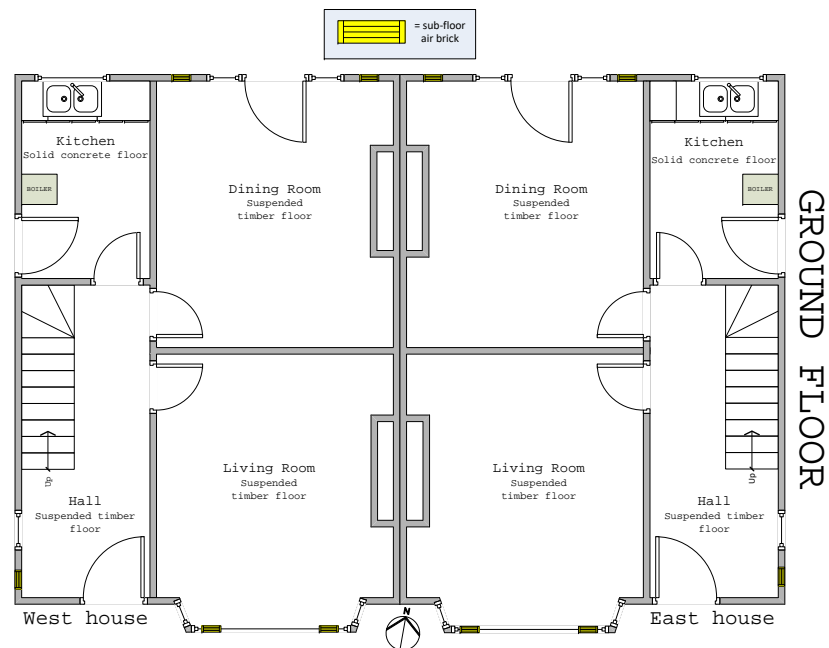 = sub-floor
air brick
Kitchen
Solid concrete floor
BOILER
Dining Room
Suspended
timber floor
Dining Room
Suspended
timber floor
Kitchen
Solid concrete floor
BOILER
GROUND FLOOR
Living Room
Suspended
timber floor
Living Room
Suspended
timber floor
Up
Hall
Suspended timber
floor
Up
Hall
Suspended timber
floor
West house
N
East house